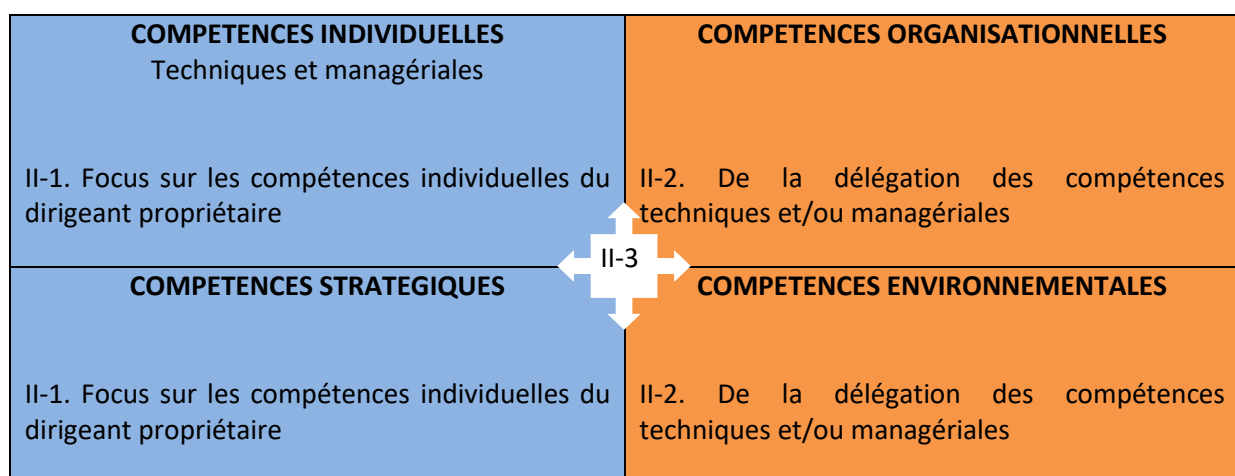 COMPETENCES INDIVIDUELLES
Techniques et managériales
II-1. Focus sur les compétences individuelles du
dirigeant propriétaire
COMPETENCES ORGANISATIONNELLES
II-2. De la délégation des compétences
techniques et/ou managériales
II-3
COMPETENCES STRATEGIQUES
II-1. Focus sur les compétences individuelles du
dirigeant propriétaire
COMPETENCES ENVIRONNEMENTALES
II-2. De la délégation des compétences
techniques et/ou managériales